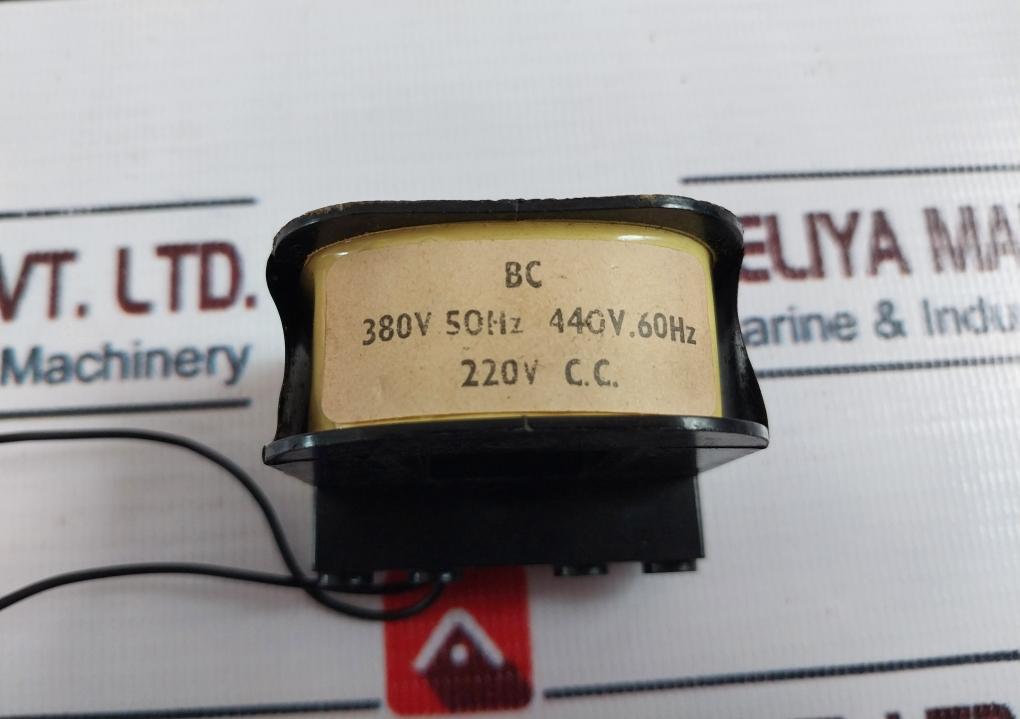 BC
380V 50Hz 440V.60Hz
220V C.C.
VT. LTD.
Machinery
ELIYA MA
arine & Indu